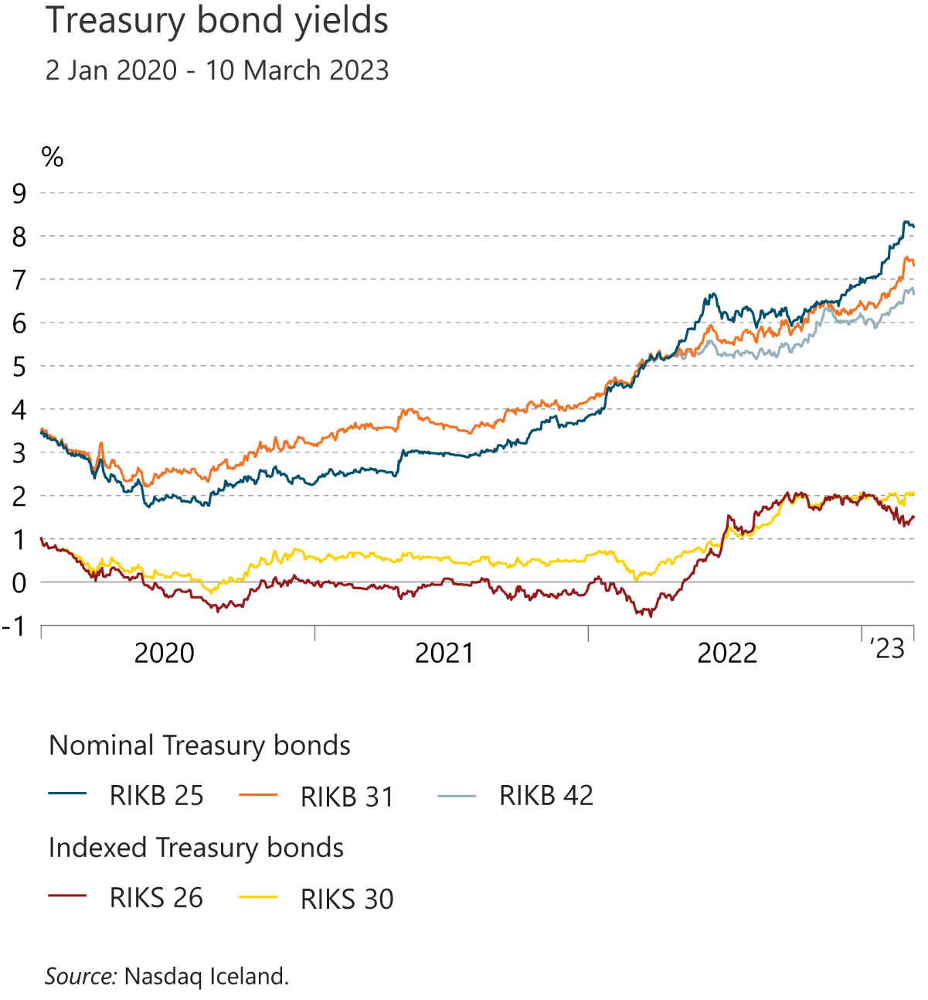 Treasury bond yields
2 Jan 2020 - 10 March 2023
%
9
8
7
6
5
4
3
2
1
0
-1
2020 2021 2022 '23
Nominal Treasury bonds
RIKB 25 RIKB 31 RIKB 42
Indexed Treasury bonds
RIKS 26 RIKS 30
Source: Nasdaq Iceland.